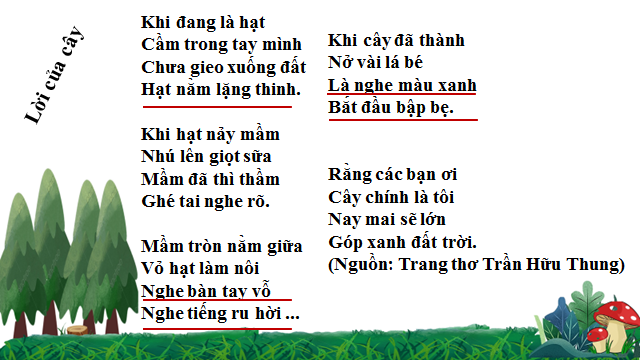 Lời của cây
Khi đang là hạt
Cầm trong tay mình
Chưa gieo xuống đất
Hạt nằm lặng thinh.
Khi hạt nảy mầm
Nhú lên giọt sữa
Mầm đã thì thầm
Ghé tai nghe rõ.
Mầm tròn nằm giữa
Vỏ hạt làm nôi
Nghe bàn tay vỗ
Nghe tiếng ru hời ...
Khi cây đã thành
Nở vài lá bé
Là nghe màu xanh
Bắt đầu bập bẹ.
Rằng các bạn ơi
Cây chính là tôi
Nay mai sẽ lớn
Góp xanh đất trời.
(Nguồn: Trang thơ Trần Hữu Thung)